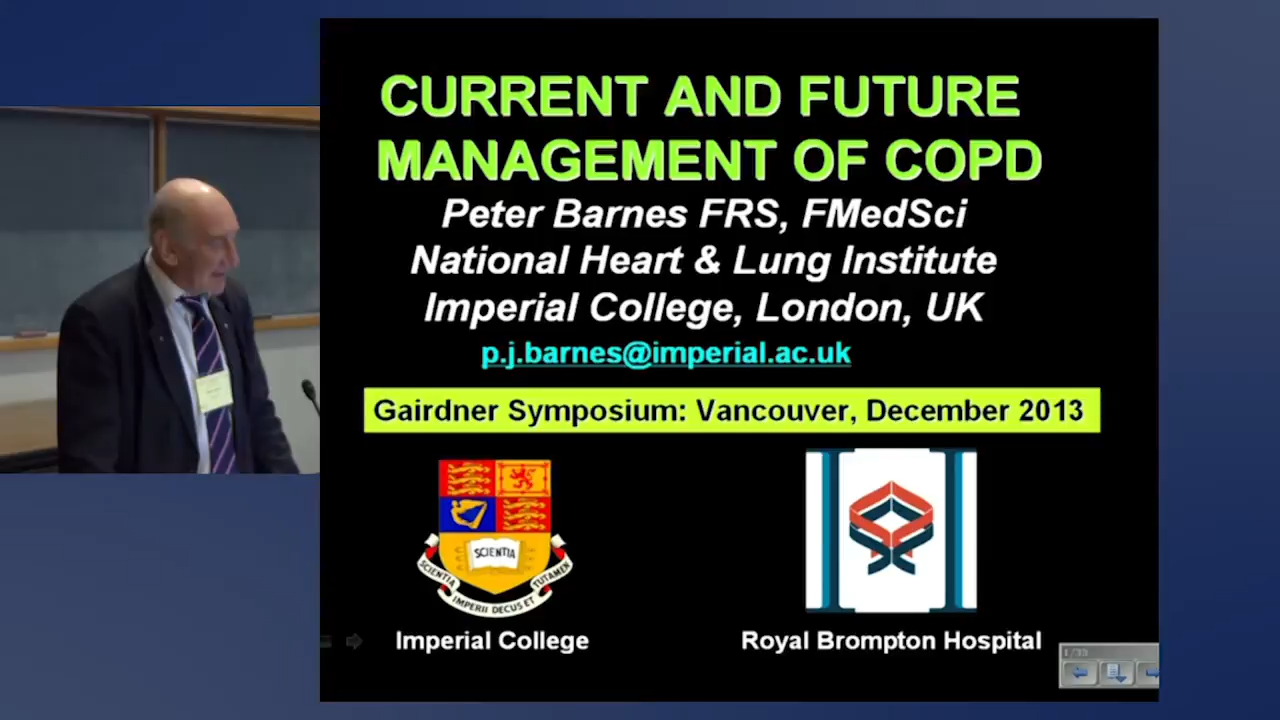 CURRENT AND FUTURE
MANAGEMENT OF COPD
Peter Barnes FRS, FMedSci
National Heart & Lung Institute
Imperial College, London, UK
p.j.barnes@imperial.ac.uk
Gairdner Symposium: Vancouver, December 2013
SCIENTIA
SCIENTIA
IMPERII DECUS ET
TUTAMEN
Imperial College
Royal Brompton Hospital